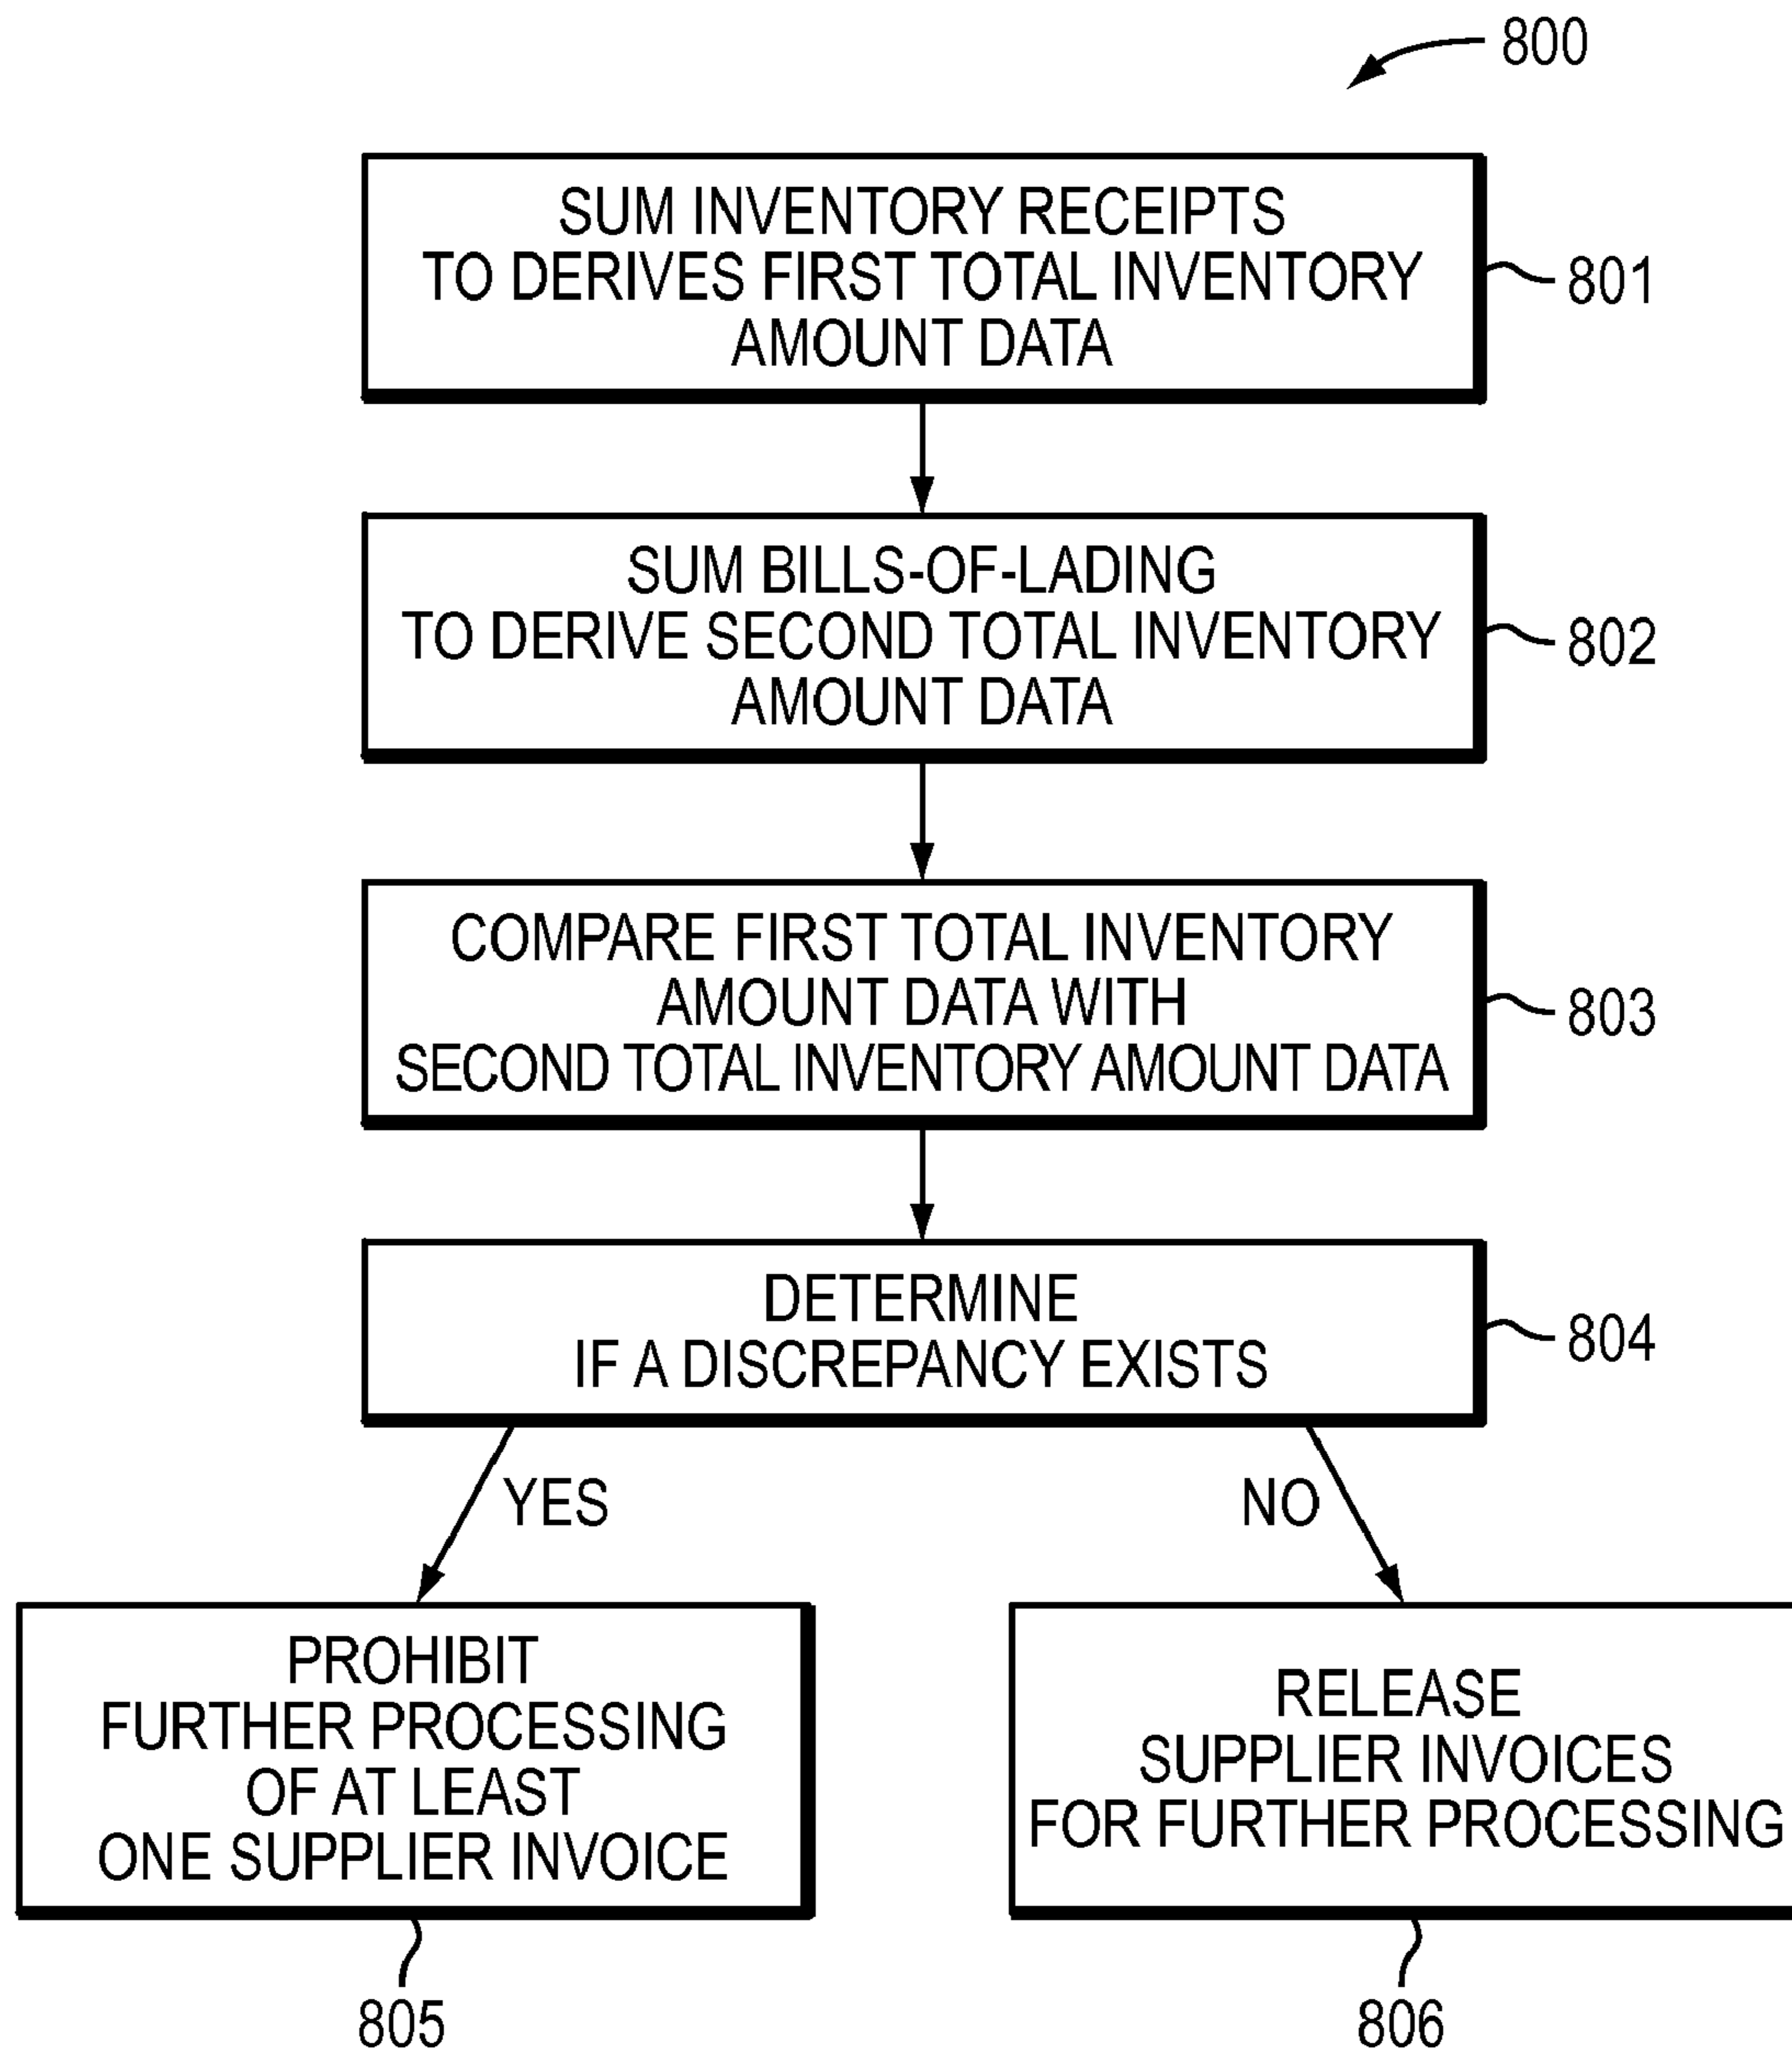 800
SUM INVENTORY RECEIPTS
TO DERIVES FIRST TOTAL INVENTORY
AMOUNT DATA
801
SUM BILLS-OF-LADING
TO DERIVE SECOND TOTAL INVENTORY
AMOUNT DATA
802
COMPARE FIRST TOTAL INVENTORY
AMOUNT DATA WITH
SECOND TOTAL INVENTORY AMOUNT DATA
803
DETERMINE
IF A DISCREPANCY EXISTS
804
YES
NO
PROHIBIT
FURTHER PROCESSING
OF AT LEAST
ONE SUPPLIER INVOICE
805
RELEASE
SUPPLIER INVOICES
FOR FURTHER PROCESSING
806